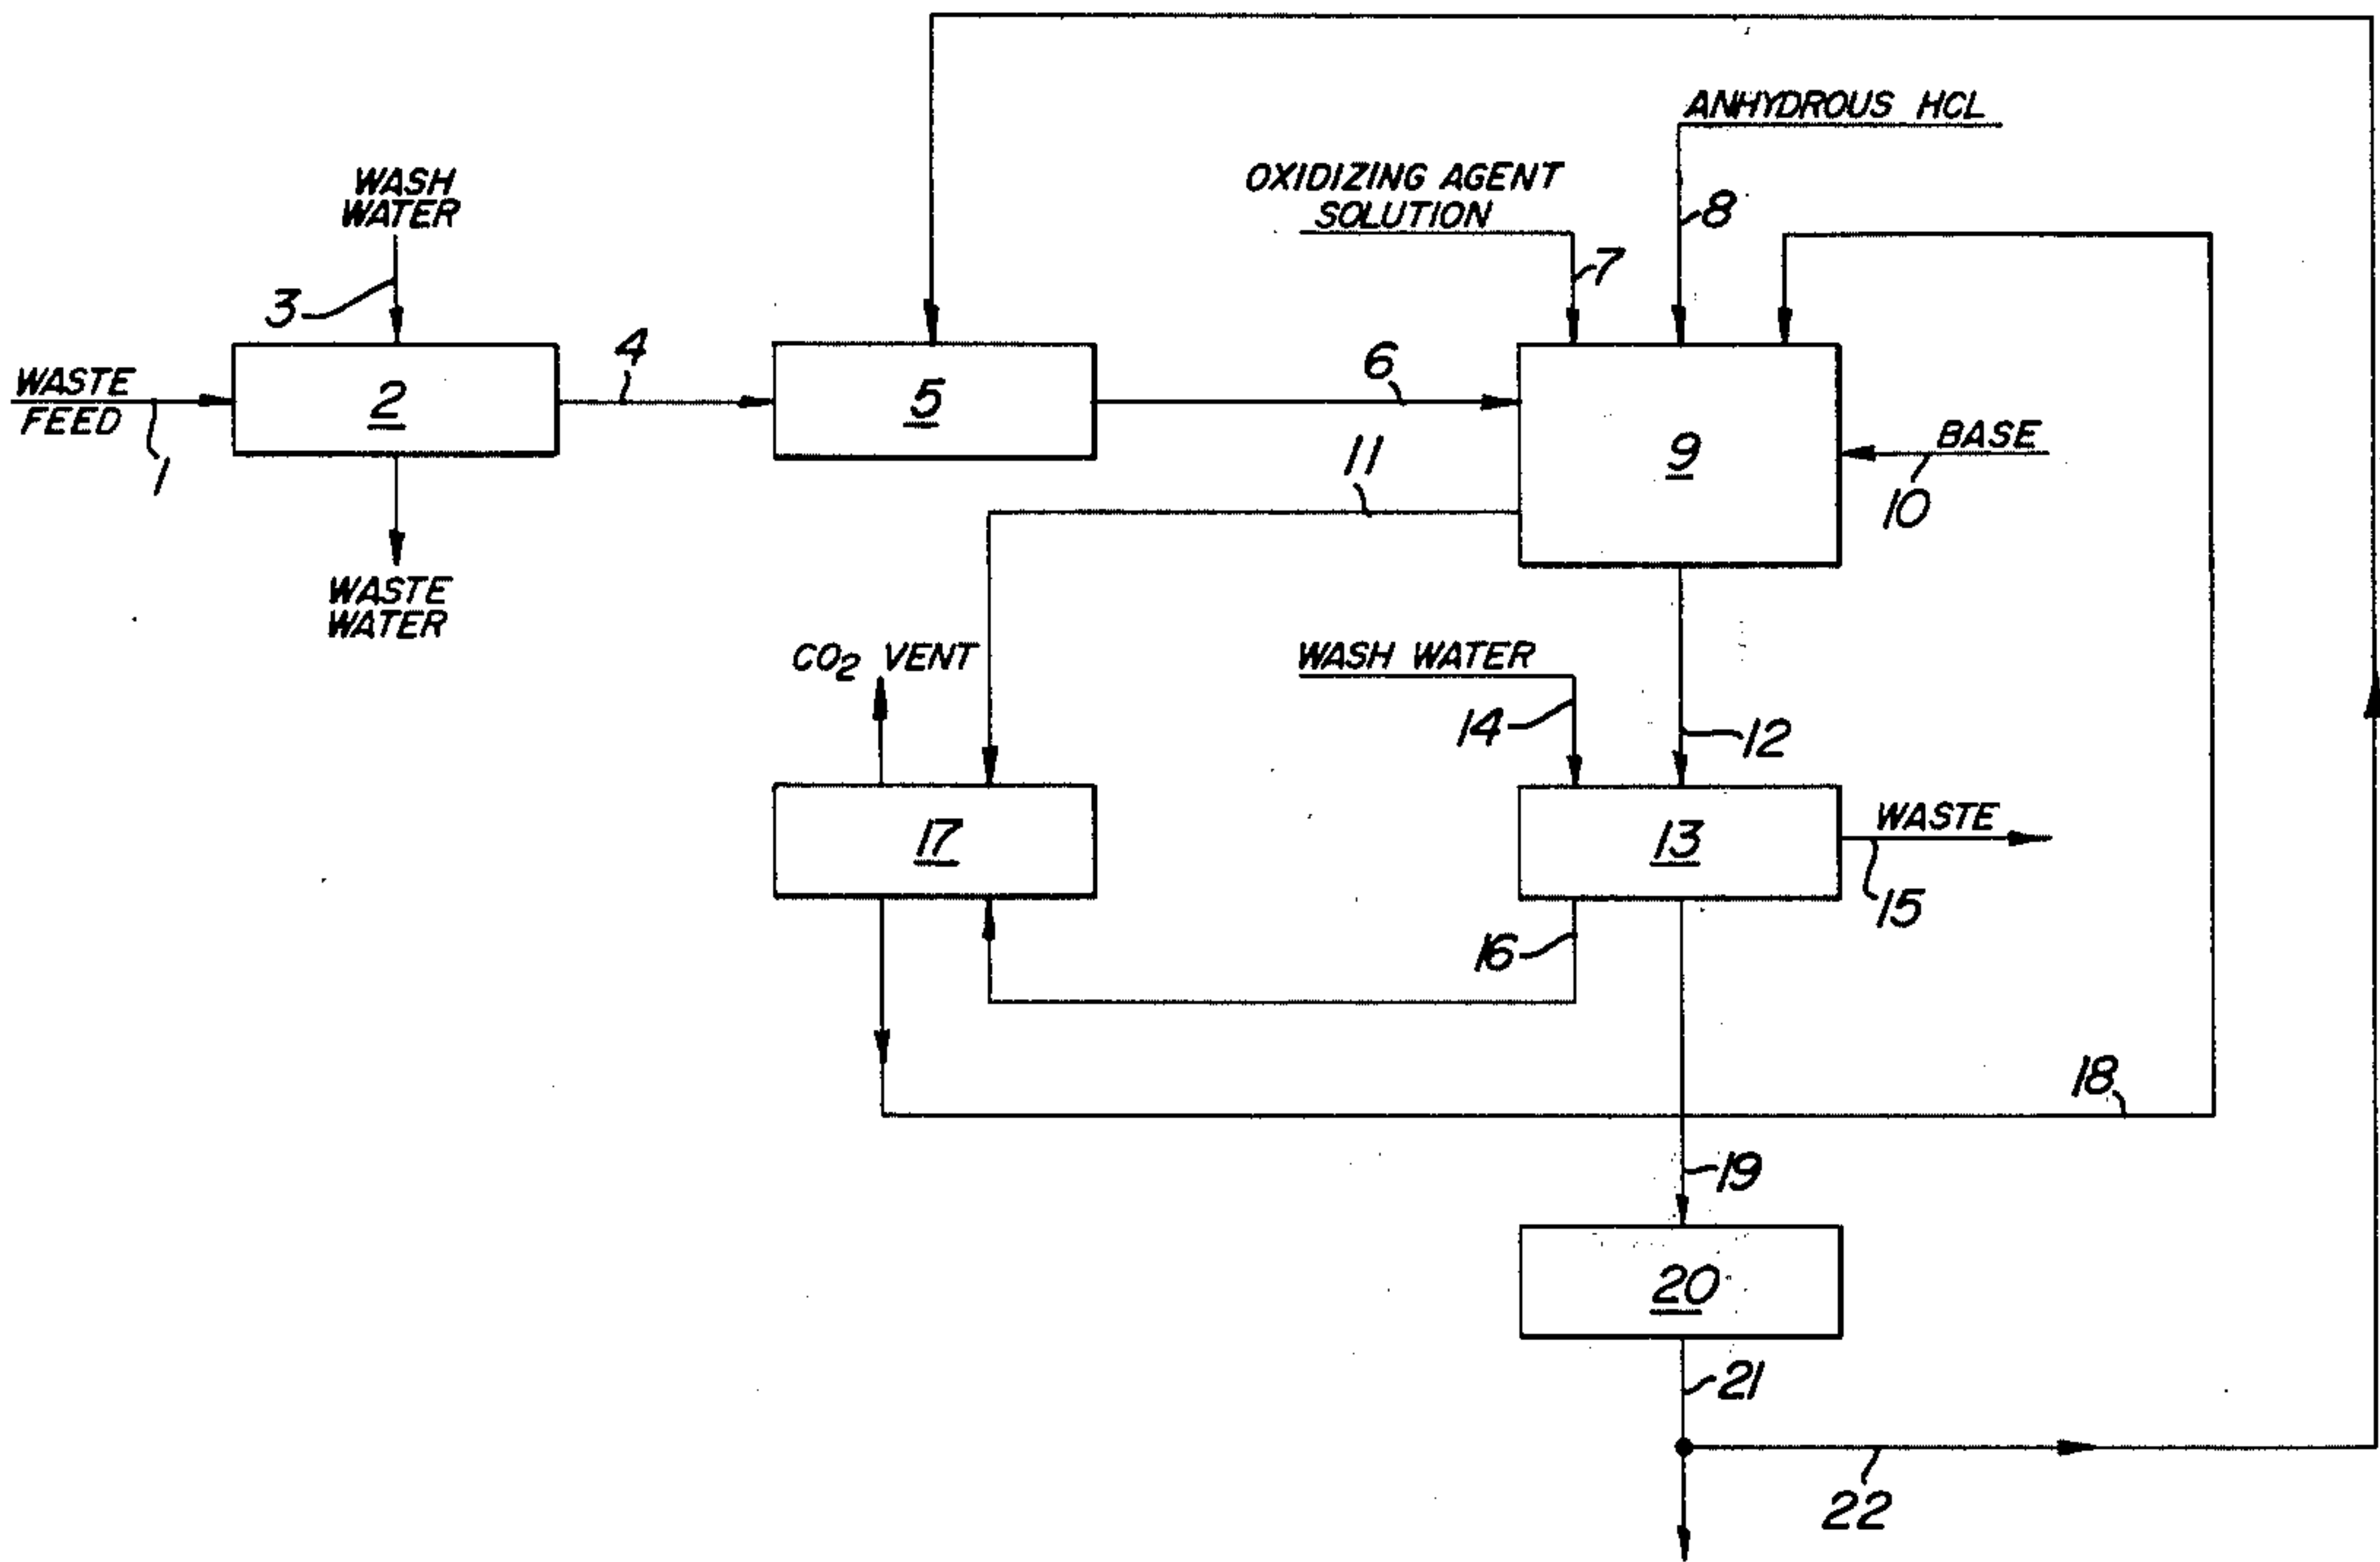 ANHYDROUS HCL
OXIDIZING AGENT
SOLUTION
8
7
WASH
WATER
3
4
6
WASTE
FEED
1
2
5
9
BASE
10
11
WASTE
WATER
CO2 VENT
WASH WATER
14
12
17
13
WASTE
15
16
18
19
20
21
22